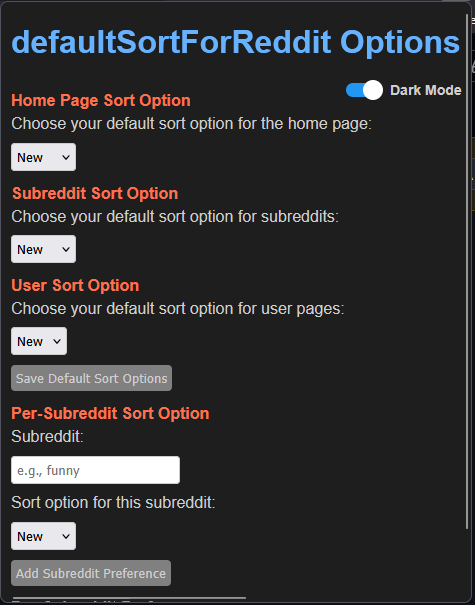 defaultSortForReddit Options
Dark Mode
Home Page Sort Option
Choose your default sort option for the home page:
New
Subreddit Sort Option
Choose your default sort option for subreddits:
New
User Sort Option
Choose your default sort option for user pages:
New
Save Default Sort Options
Per-Subreddit Sort Option
Subreddit:
e.g., funny
Sort option for this subreddit:
New
Add Subreddit Preference